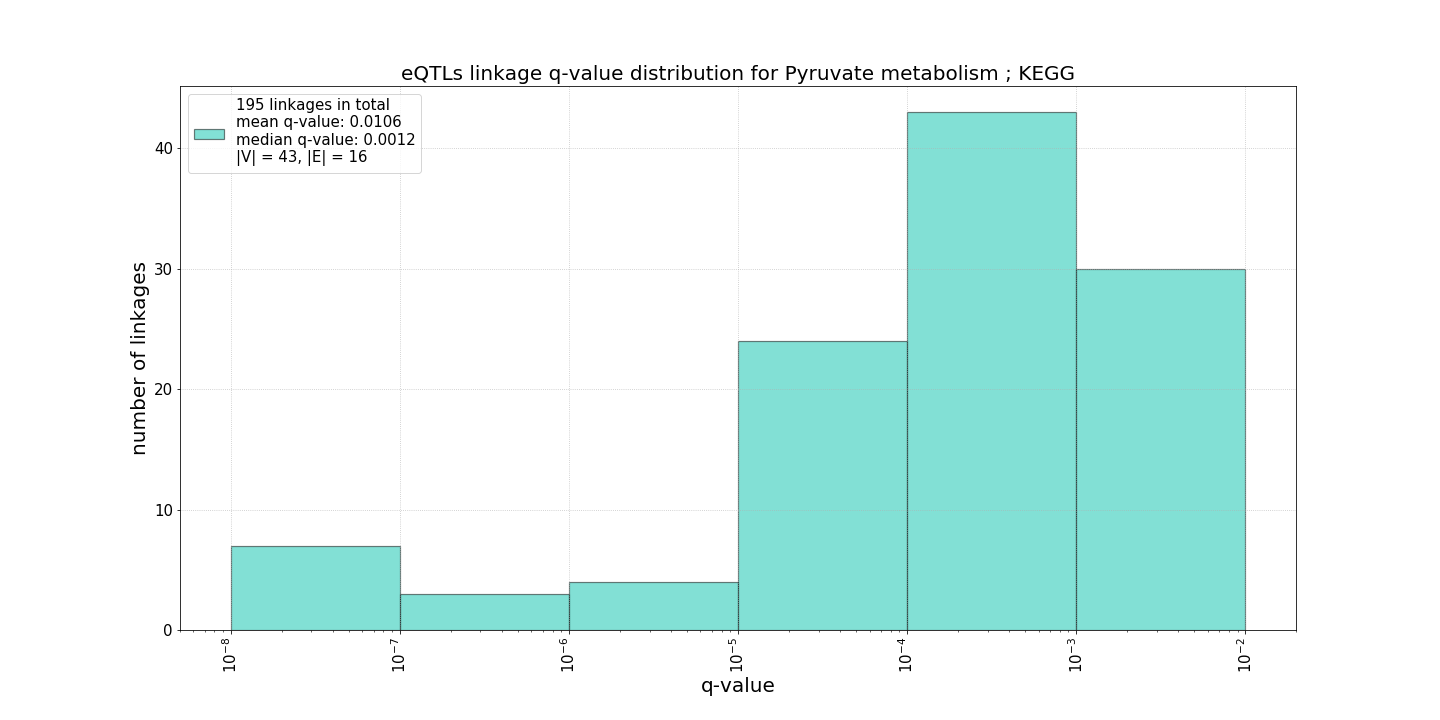 eQTLs linkage q-value distribution for Pyruvate metabolism ; KEGG
195 linkages in total
mean q-value: 0.0106
median q-value: 0.0012
|V| = 43, |E| = 16
number of linkages
40
30
20
10
0
10⁻⁸ 10⁻⁷ 10⁻⁶ 10⁻⁵ 10⁻⁴ 10⁻³ 10⁻²
q-value